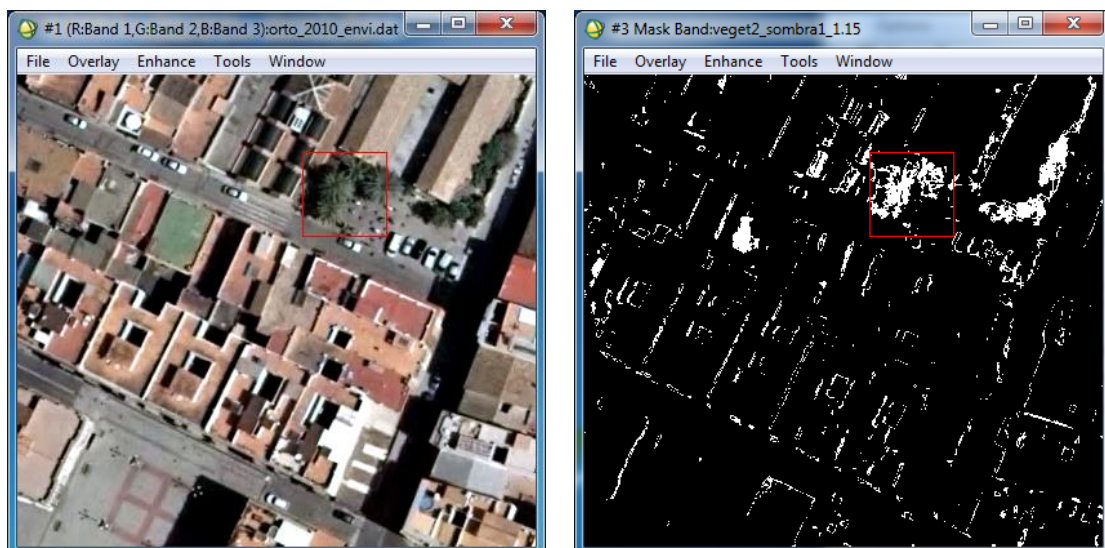 #1 (R:Band 1,G:Band 2,B:Band 3):orto_2010_envi.dat
File Overlay Enhance Tools Window
#3 Mask Band:veget2_sombra1_1.15
File Overlay Enhance Tools Window